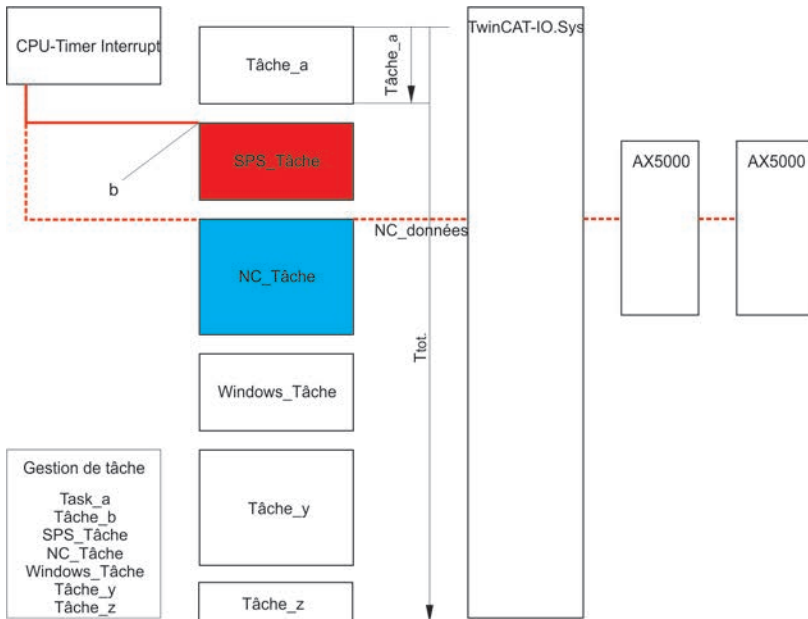 CPU-Timer Interrupt
Tâche_a
Tâche_a
TwinCAT-IO.Sys
b
SPS_Tâche
AX5000
AX5000
NC_données
NC_Tâche
Ttot.
Windows_Tâche
Gestion de tâche
Task_a
Tâche_b
SPS_Tâche
NC_Tâche
Windows_Tâche
Tâche_y
Tâche_z
Tâche_y
Tâche_z